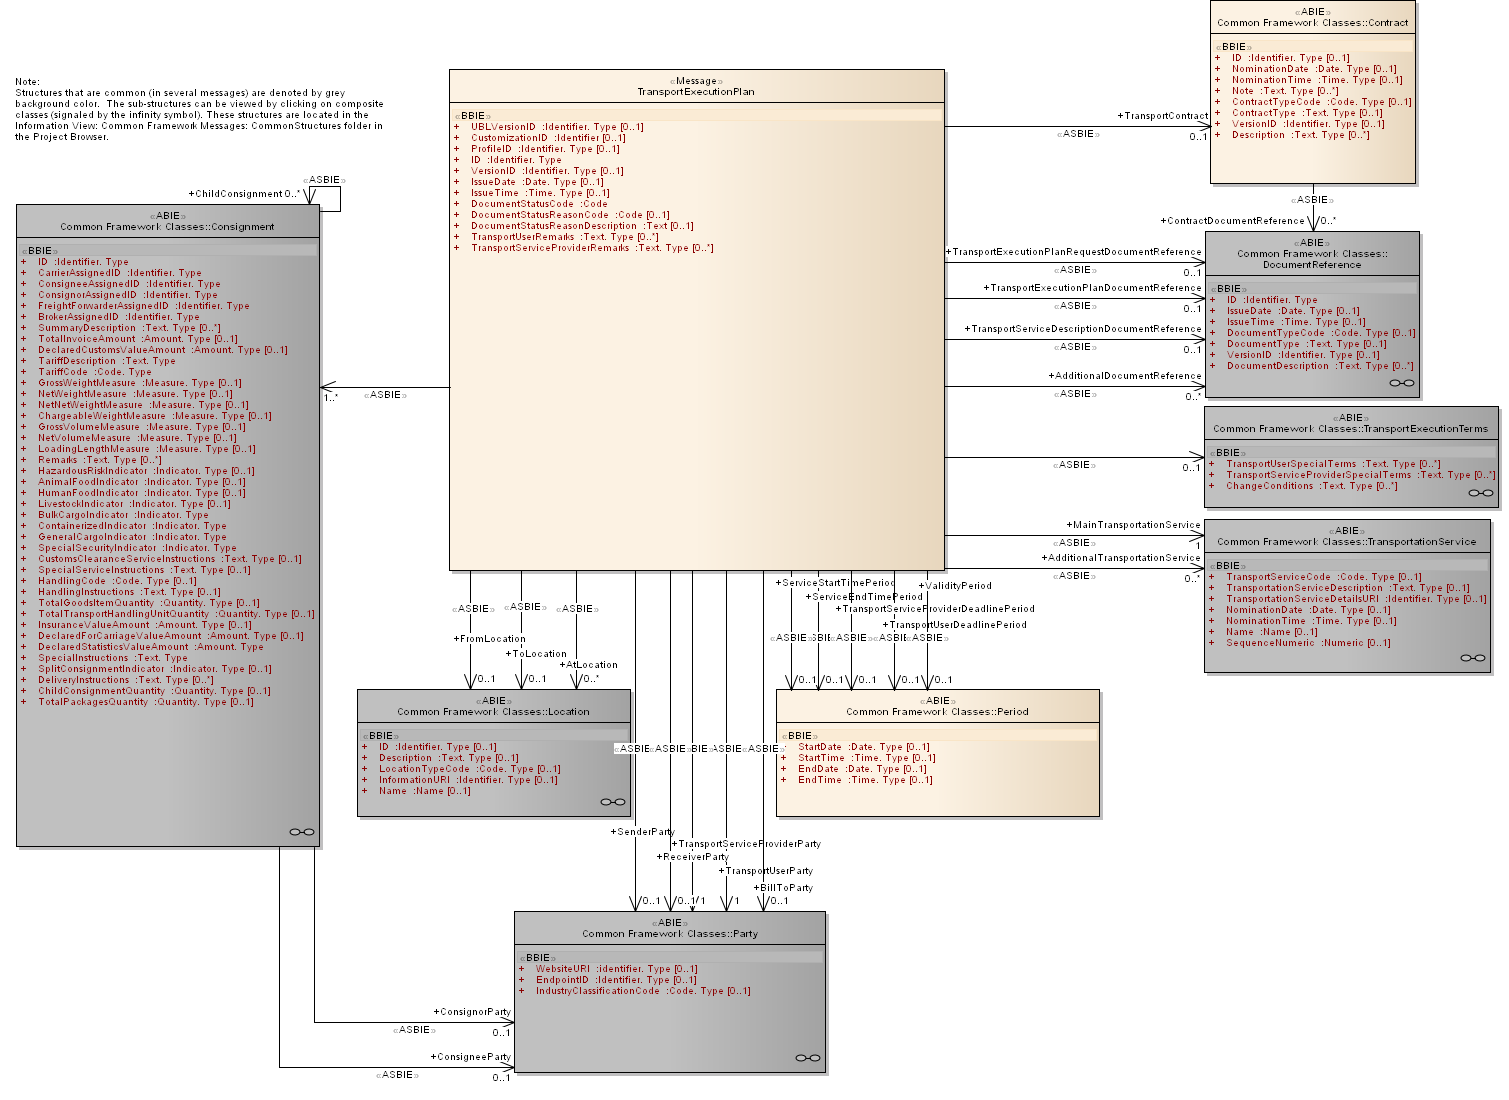 Note:
Structures that are common (in several messages) are denoted by grey
background color.  The sub-structures can be viewed by clicking on composite
classes (signaled by the infinity symbol). These structures are located in the
Information View: Common Framework Messages: CommonStructures folder in
the Project Browser.
«ASBIE»
+ChildConsignment 0..*
«ABIE»
Common Framework Classes::Consignment
«BBIE»
+ ID :Identifier. Type
+ CarrierAssignedID :Identifier. Type
+ ConsigneeAssignedID :Identifier. Type
+ ConsignorAssignedID :Identifier. Type
+ FreightForwarderAssignedID :Identifier. Type
+ BrokerAssignedID :Identifier. Type
+ SummaryDescription :Text. Type [0..*]
+ TotalInvoiceAmount :Amount. Type [0..1]
+ DeclaredCustomsValueAmount :Amount. Type [0..1]
+ TariffDescription :Text. Type
+ TariffCode :Code. Type
+ GrossWeightMeasure :Measure. Type [0..1]
+ NetWeightMeasure :Measure. Type [0..1]
+ NetNetWeightMeasure :Measure. Type [0..1]
+ ChargeableWeightMeasure :Measure. Type [0..1]
+ GrossVolumeMeasure :Measure. Type [0..1]
+ NetVolumeMeasure :Measure. Type [0..1]
+ LoadingLengthMeasure :Measure. Type [0..1]
+ Remarks :Text. Type [0..*]
+ HazardousRiskIndicator :Indicator. Type [0..1]
+ AnimalFoodIndicator :Indicator. Type [0..1]
+ HumanFoodIndicator :Indicator. Type [0..1]
+ LivestockIndicator :Indicator. Type [0..1]
+ BulkCargoIndicator :Indicator. Type
+ ContainerizedIndicator :Indicator. Type
+ GeneralCargoIndicator :Indicator. Type
+ SpecialSecurityIndicator :Indicator. Type
+ CustomsClearanceServiceInstructions :Text. Type [0..1]
+ SpecialServiceInstructions :Text. Type [0..1]
+ HandlingCode :Code. Type [0..1]
+ HandlingInstructions :Text. Type [0..1]
+ TotalGoodsItemQuantity :Quantity. Type [0..1]
+ TotalTransportHandlingUnitQuantity :Quantity. Type [0..1]
+ InsuranceValueAmount :Amount. Type [0..1]
+ DeclaredForCarriageValueAmount :Amount. Type [0..1]
+ DeclaredStatisticsValueAmount :Amount. Type
+ SpecialInstructions :Text. Type
+ SplitConsignmentIndicator :Indicator. Type [0..1]
+ DeliveryInstructions :Text. Type [0..*]
+ ChildConsignmentQuantity :Quantity. Type [0..1]
+ TotalPackagesQuantity :Quantity. Type [0..1]
1..*
«ASBIE»
«Message»
TransportExecutionPlan
«BBIE»
+ UBLVersionID :Identifier. Type [0..1]
+ CustomizationID :Identifier [0..1]
+ ProfileID :Identifier. Type [0..1]
+ ID :Identifier. Type
+ VersionID :Identifier. Type [0..1]
+ IssueDate :Date. Type [0..1]
+ IssueTime :Time. Type [0..1]
+ DocumentStatusCode :Code
+ DocumentStatusReasonCode :Code [0..1]
+ DocumentStatusReasonDescription :Text [0..1]
+ TransportUserRemarks :Text. Type [0..*]
+ TransportServiceProviderRemarks :Text. Type [0..*]
+TransportContract
«ASBIE»
0..1
«ABIE»
Common Framework Classes::Contract
«BBIE»
+ ID :Identifier. Type [0..1]
+ NominationDate :Date. Type [0..1]
+ NominationTime :Time. Type [0..1]
+ Note :Text. Type [0..*]
+ ContractTypeCode :Code. Type [0..1]
+ ContractType :Text. Type [0..1]
+ VersionID :Identifier. Type [0..1]
+ Description :Text. Type [0..*]
«ASBIE»
+ContractDocumentReference
0..*
+TransportExecutionPlanRequestDocumentReference
«ASBIE»
0..1
+TransportExecutionPlanDocumentReference
«ASBIE»
0..1
+TransportServiceDescriptionDocumentReference
«ASBIE»
0..1
+AdditionalDocumentReference
«ASBIE»
0..*
«ABIE»
Common Framework Classes::
DocumentReference
«BBIE»
+ ID :Identifier. Type
+ IssueDate :Date. Type [0..1]
+ IssueTime :Time. Type [0..1]
+ DocumentTypeCode :Code. Type [0..1]
+ DocumentType :Text. Type [0..1]
+ VersionID :Identifier. Type [0..1]
+ DocumentDescription :Text. Type [0..*]
«ASBIE»
0..1
«ABIE»
Common Framework Classes::TransportExecutionTerms
«BBIE»
+ TransportUserSpecialTerms :Text. Type [0..*]
+ TransportServiceProviderSpecialTerms :Text. Type [0..*]
+ ChangeConditions :Text. Type [0..*]
+MainTransportationService
«ASBIE»
1
+AdditionalTransportationService
«ASBIE»
0..*
«ABIE»
Common Framework Classes::TransportationService
«BBIE»
+ TransportServiceCode :Code. Type [0..1]
+ TransportationServiceDescription :Text. Type [0..1]
+ TransportationServiceDetailsURI :Identifier. Type [0..1]
+ NominationDate :Date. Type [0..1]
+ NominationTime :Time. Type [0..1]
+ Name :Name [0..1]
+ SequenceNumeric :Numeric [0..1]
«ASBIE» «ASBIE» «ASBIE»
+FromLocation
+ToLocation
+AtLocation
0..1 0..1 0..*
+ServiceStartTimePeriod
+ValidityPeriod
+ServiceEndTimePeriod
+TransportServiceProviderDeadlinePeriod
+TransportUserDeadlinePeriod
«ASBIE»SBIE«ASBIE»«ASBIE»«ASBIE»
0..1 0..1 0..1 0..1 0..1
«ABIE»
Common Framework Classes::Location
«BBIE»
+ ID :Identifier. Type [0..1]
+ Description :Text. Type [0..1]
+ LocationTypeCode :Code. Type [0..1]
+ InformationURI :Identifier. Type [0..1]
+ Name :Name [0..1]
«ABIE»
Common Framework Classes::Period
«BBIE»
+ StartDate :Date. Type [0..1]
+ StartTime :Time. Type [0..1]
+ EndDate :Date. Type [0..1]
+ EndTime :Time. Type [0..1]
«ASBIE«ASBIE»BIE»ASBIE«ASBIE»
+SenderParty
+TransportServiceProviderParty
+ReceiverParty
+TransportUserParty
+BillToParty
0..1 0..1 1 1 0..1
«ABIE»
Common Framework Classes::Party
«BBIE»
+ WebsiteURI :identifier. Type [0..1]
+ EndpointID :Identifier. Type [0..1]
+ IndustryClassificationCode :Code. Type [0..1]
+ConsignorParty
«ASBIE»
0..1
+ConsigneeParty
«ASBIE»
0..1